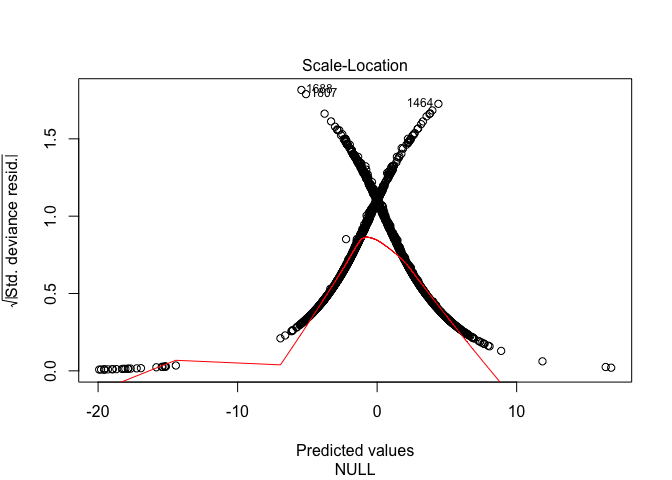 Scale-Location
√|Std. deviance resid.|
1.5
1.0
0.5
0.0
1688
1807
1464
-20 -10 0 10
Predicted values
NULL